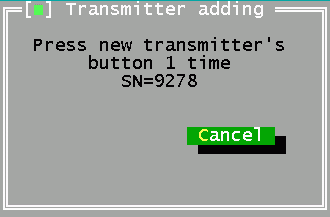 [■] Transmitter adding
Press new transmitter's
button 1 time
SN=9278
Cancel